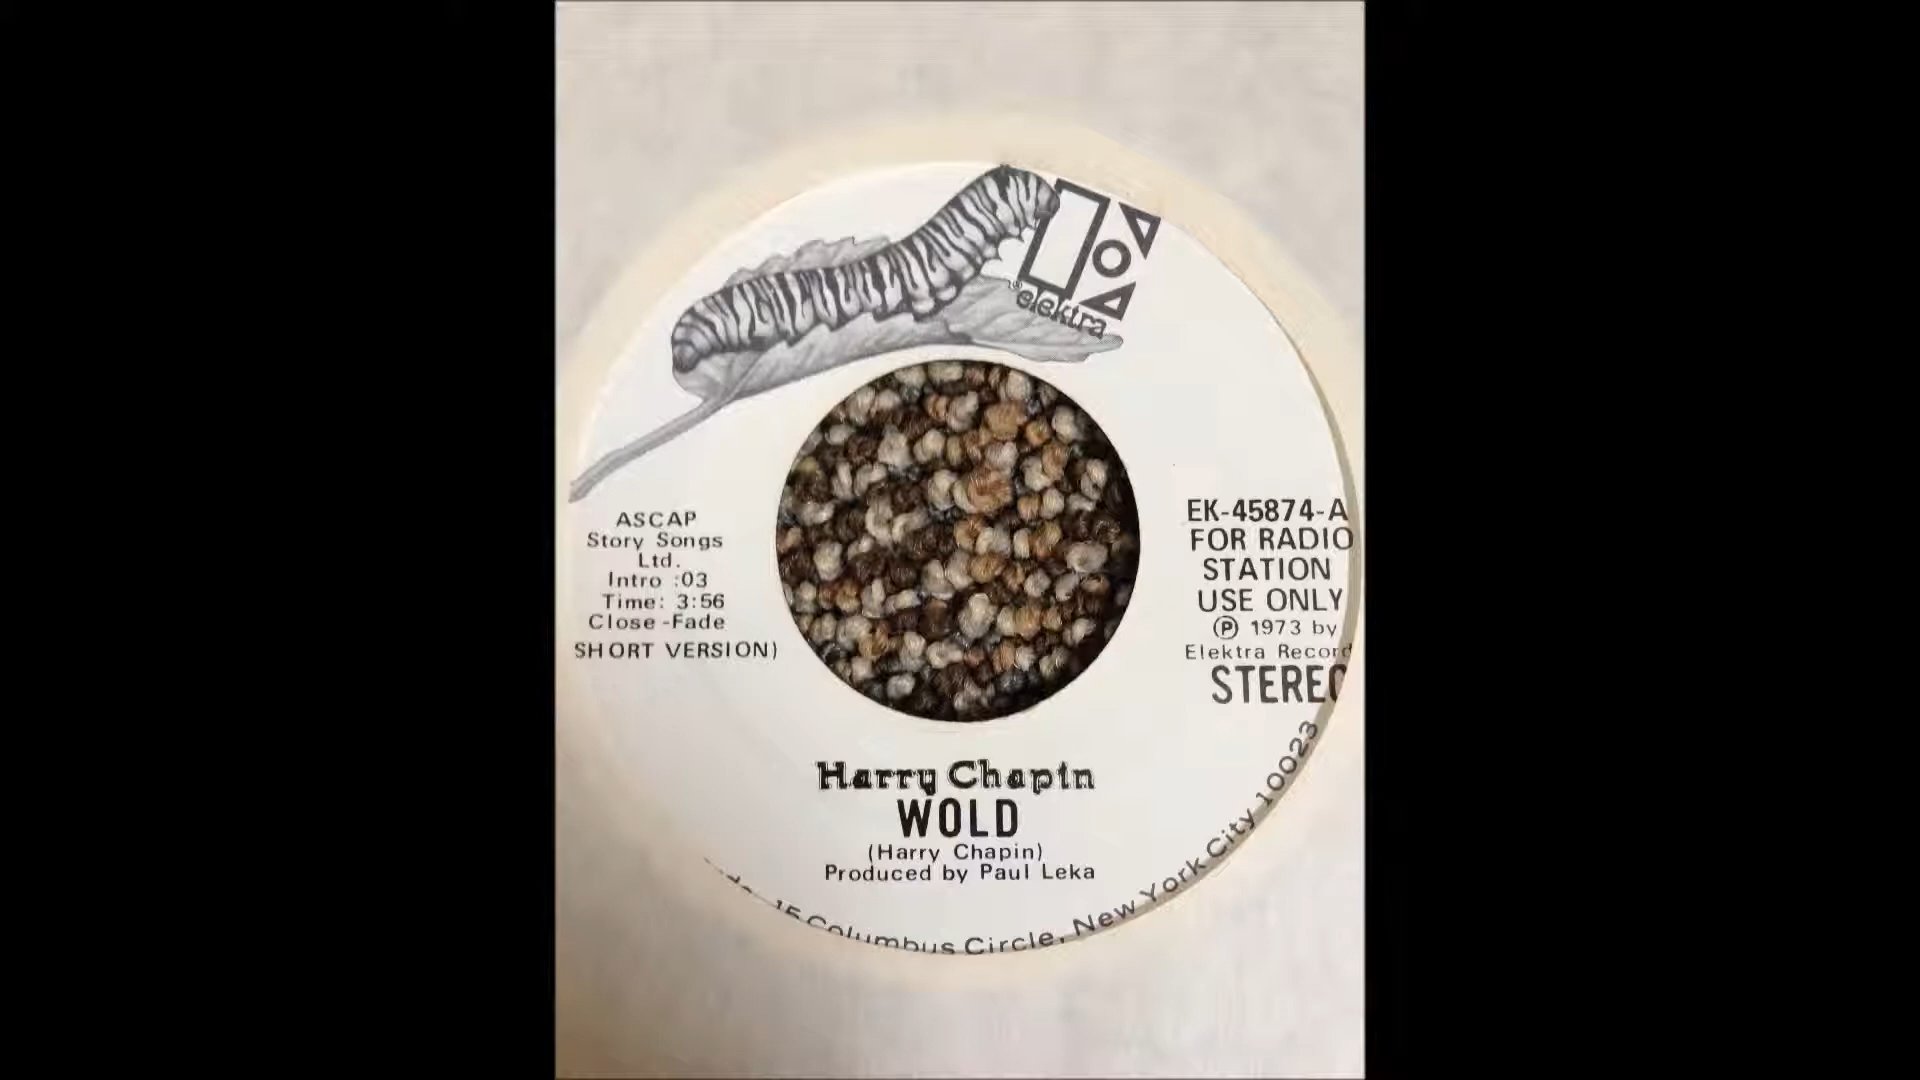 elektra
ASCAP
Story Songs
Ltd.
Intro :03
Time: 3:56
Close-Fade
SHORT VERSION)
EK-45874-A
FOR RADIO
STATION
USE ONLY
Ⓟ 1973 by
Elektra Record
STEREO
Harry Chapin
WOLD
(Harry Chapin)
Produced by Paul Leka
15 Columbus Circle, New York City 10023